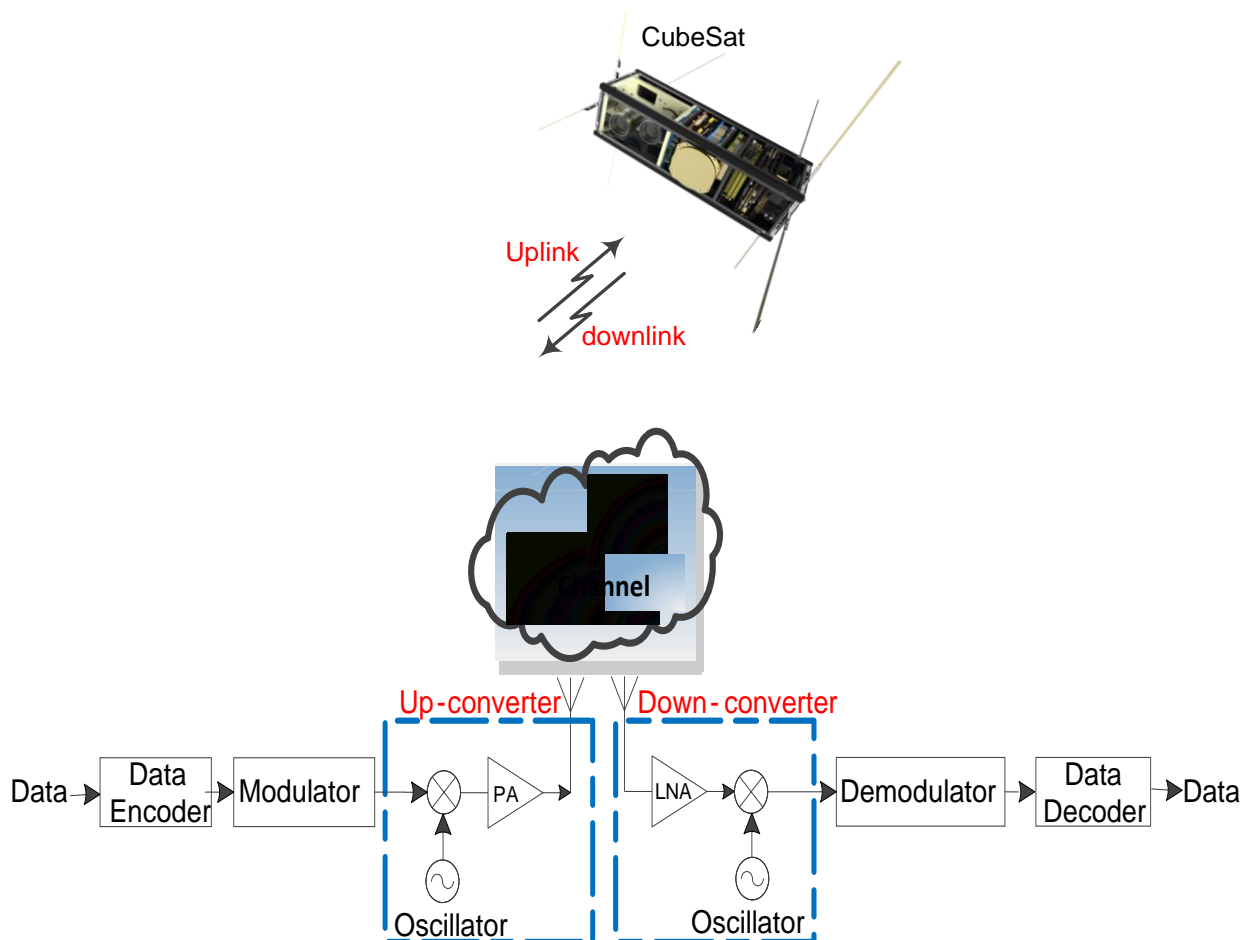 CubeSat
Uplink
downlink
Channel
Up-converter
Down-converter
Data
Data
Encoder
Modulator
PA
LNA
Demodulator
Data
Decoder
Data
Oscillator
Oscillator